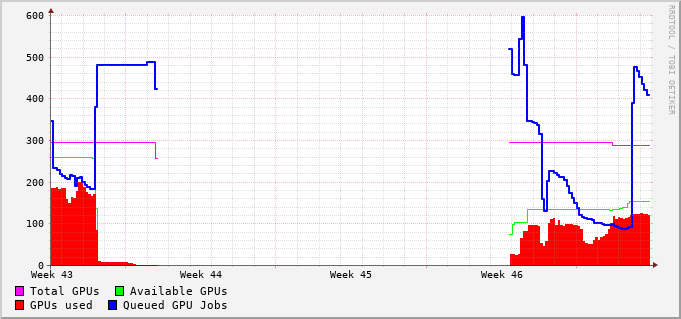 RRDTOOL / TOBI OETIKER
600
500
400
300
200
100
0
Week 43 Week 44 Week 45 Week 46
Total GPUs Available GPUs
GPUs used Queued GPU Jobs